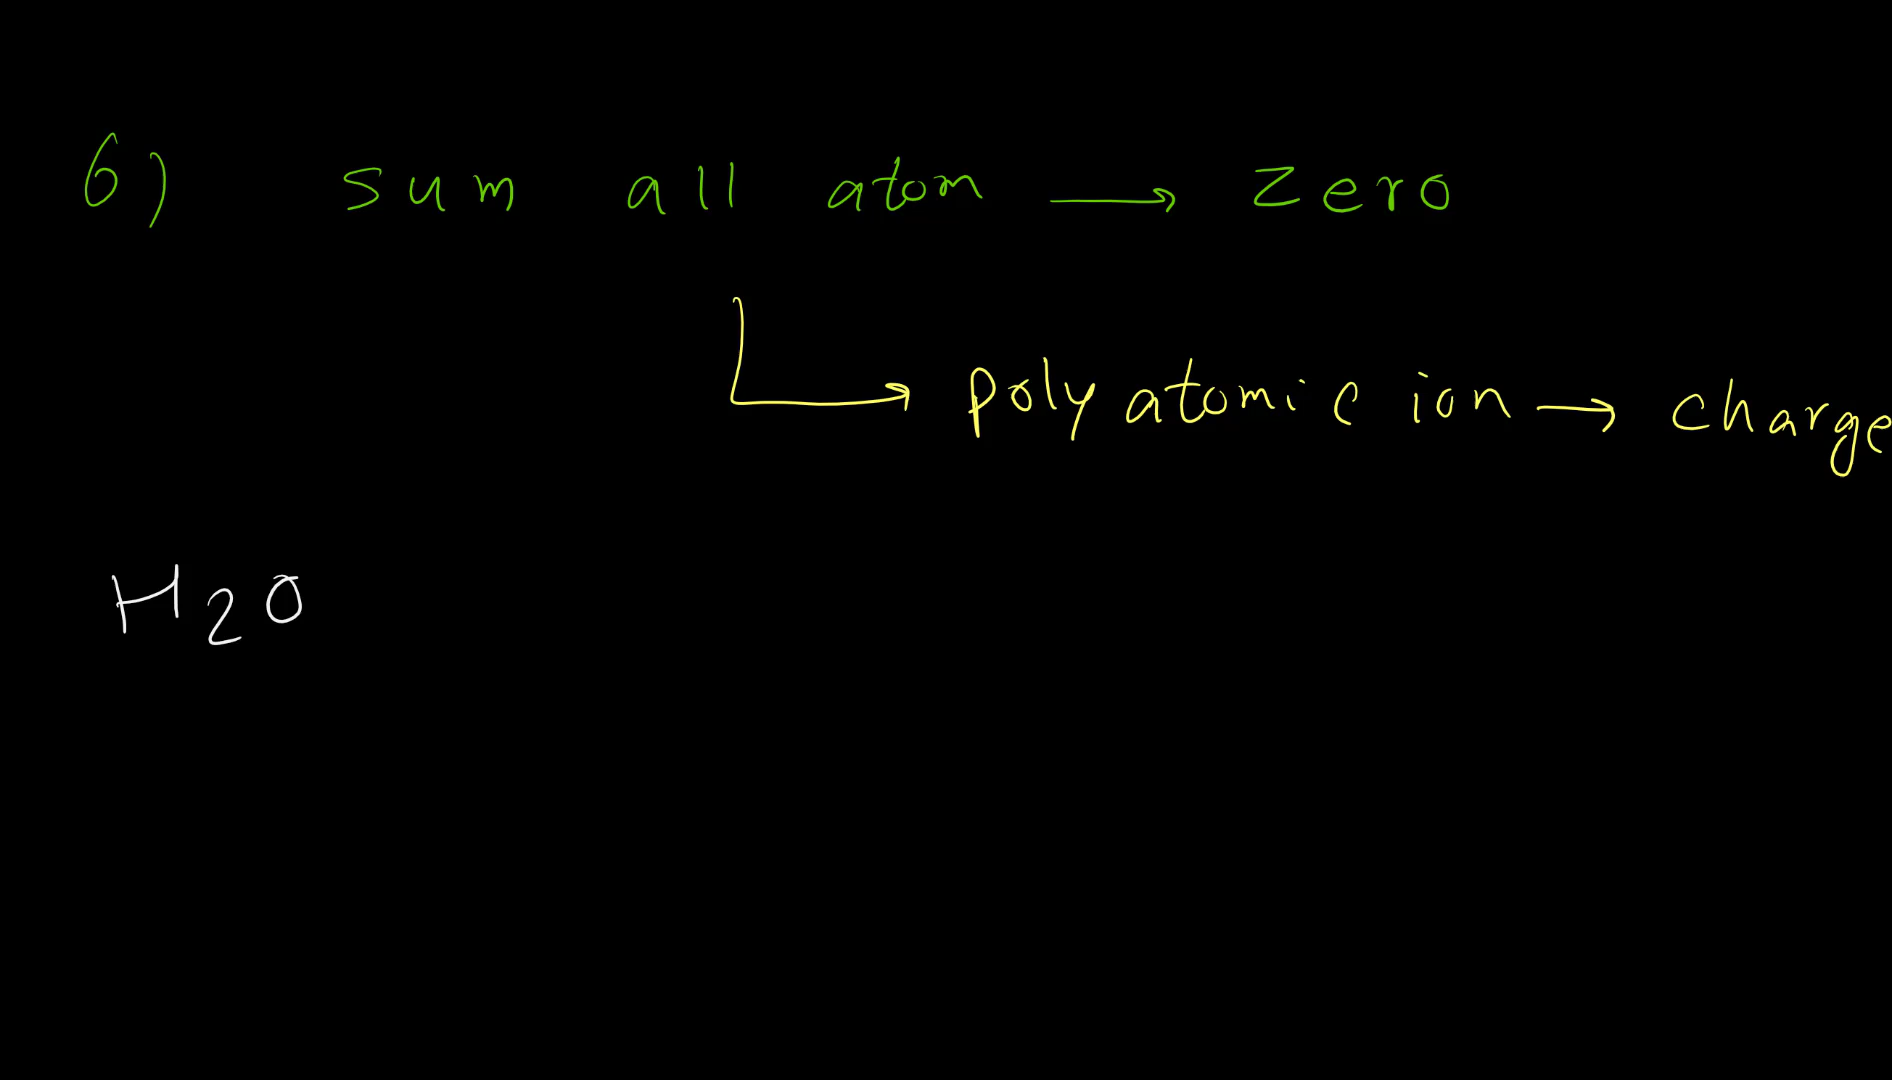 6) sum all atom → zero
→ polyatomic ion → charge
H2O